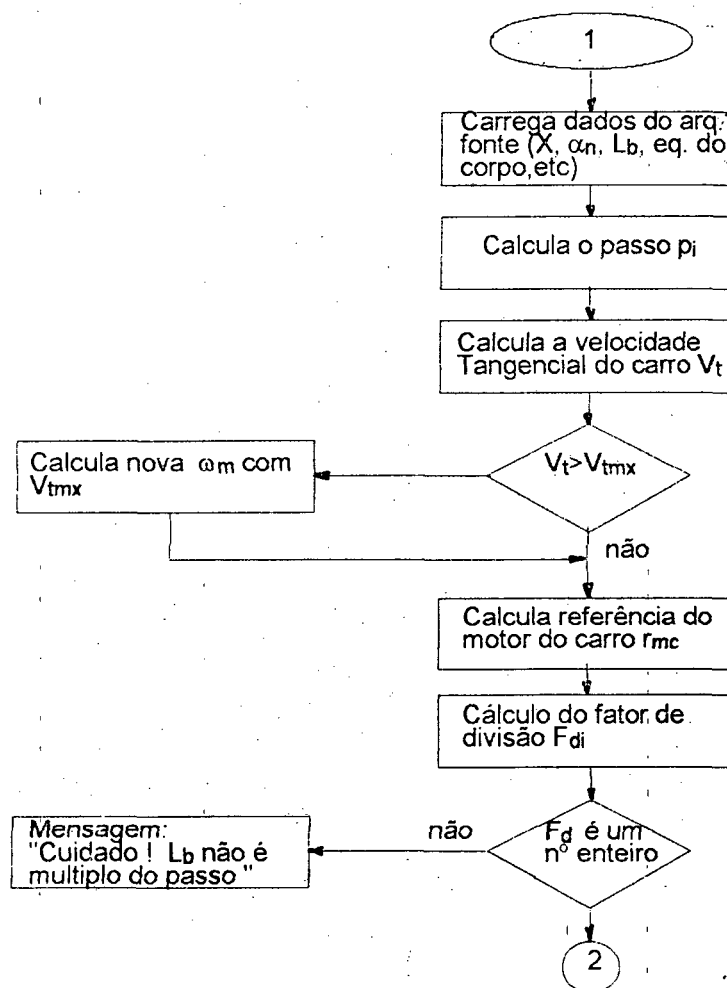 1
Carrega dados do arq.
fonte (X, αn, Lb, eq. do
corpo,etc)
Calcula o passo pi
Calcula a velocidade
Tangencial do carro Vt
Vt>Vtmx
Calcula nova ωm com
Vtmx
não
Calcula referência do
motor do carro rmc
Cálculo do fator de
divisão Fdi
Fd é um
nº enteiro
não
Mensagem:
"Cuidado ! Lb não é
multiplo do passo "
2